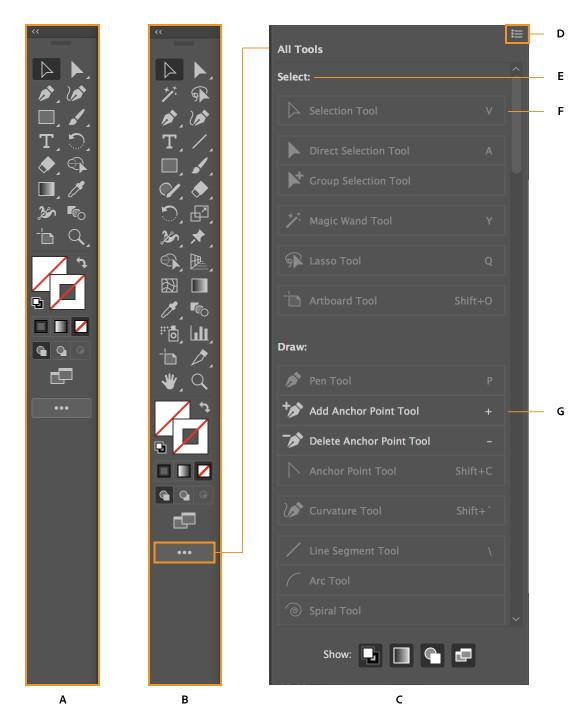 All Tools
D
Select:
E
Selection Tool V
F
Direct Selection Tool A
Group Selection Tool
Magic Wand Tool Y
Lasso Tool Q
Artboard Tool Shift+O
Draw:
Pen Tool P
Add Anchor Point Tool +
G
Delete Anchor Point Tool –
Anchor Point Tool Shift+C
Curvature Tool Shift+`
Line Segment Tool \
Arc Tool
Spiral Tool
Show:
A
B
C